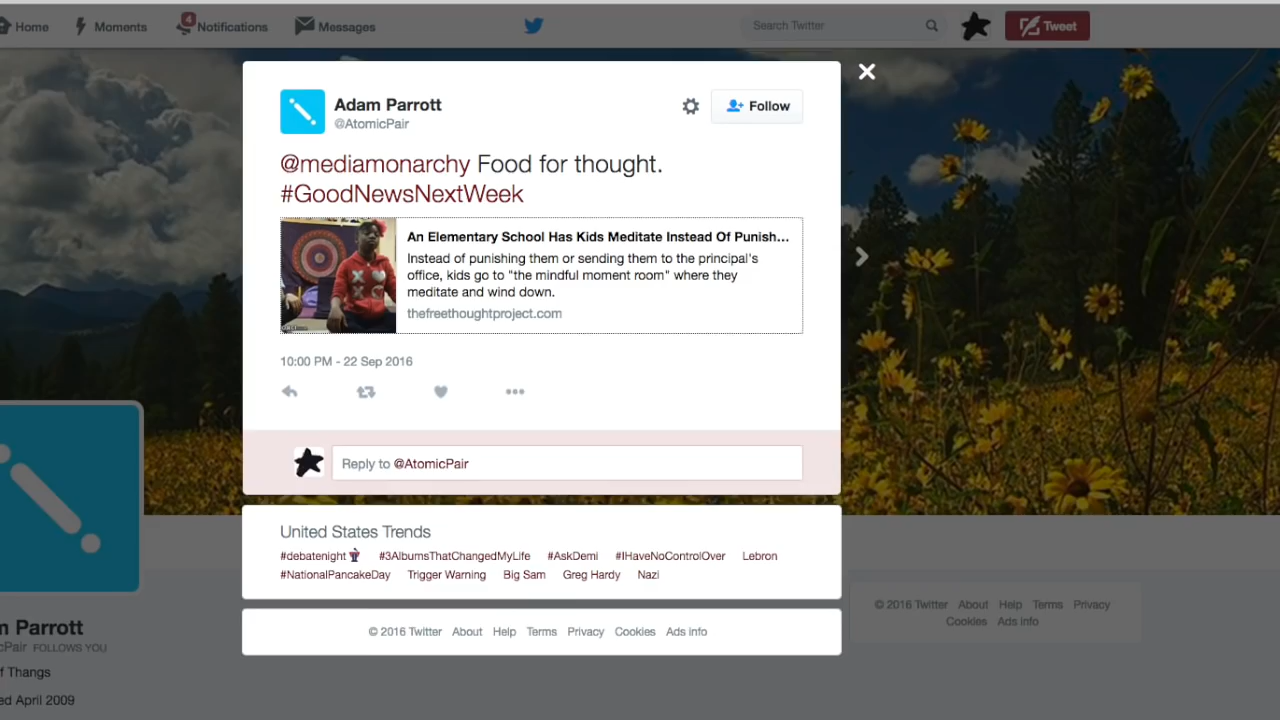 Home
Moments
4
Notifications
Messages
Search Twitter
Tweet
Adam Parrott
@AtomicPair
Follow
@mediamonarchy Food for thought.
#GoodNewsNextWeek
An Elementary School Has Kids Meditate Instead Of Punish...
Instead of punishing them or sending them to the principal's
office, kids go to "the mindful moment room" where they
meditate and wind down.
thefreethoughtproject.com
10:00 PM - 22 Sep 2016
Reply to @AtomicPair
United States Trends
#debatenight #3AlbumsThatChangedMyLife #AskDemi #IHaveNoControlOver Lebron
#NationalPancakeDay Trigger Warning Big Sam Greg Hardy Nazi
© 2016 Twitter About Help Terms Privacy Cookies Ads info
© 2016 Twitter About Help Terms Privacy
Cookies Ads info
m Parrott
cPair FOLLOWS YOU
f Thangs
ed April 2009